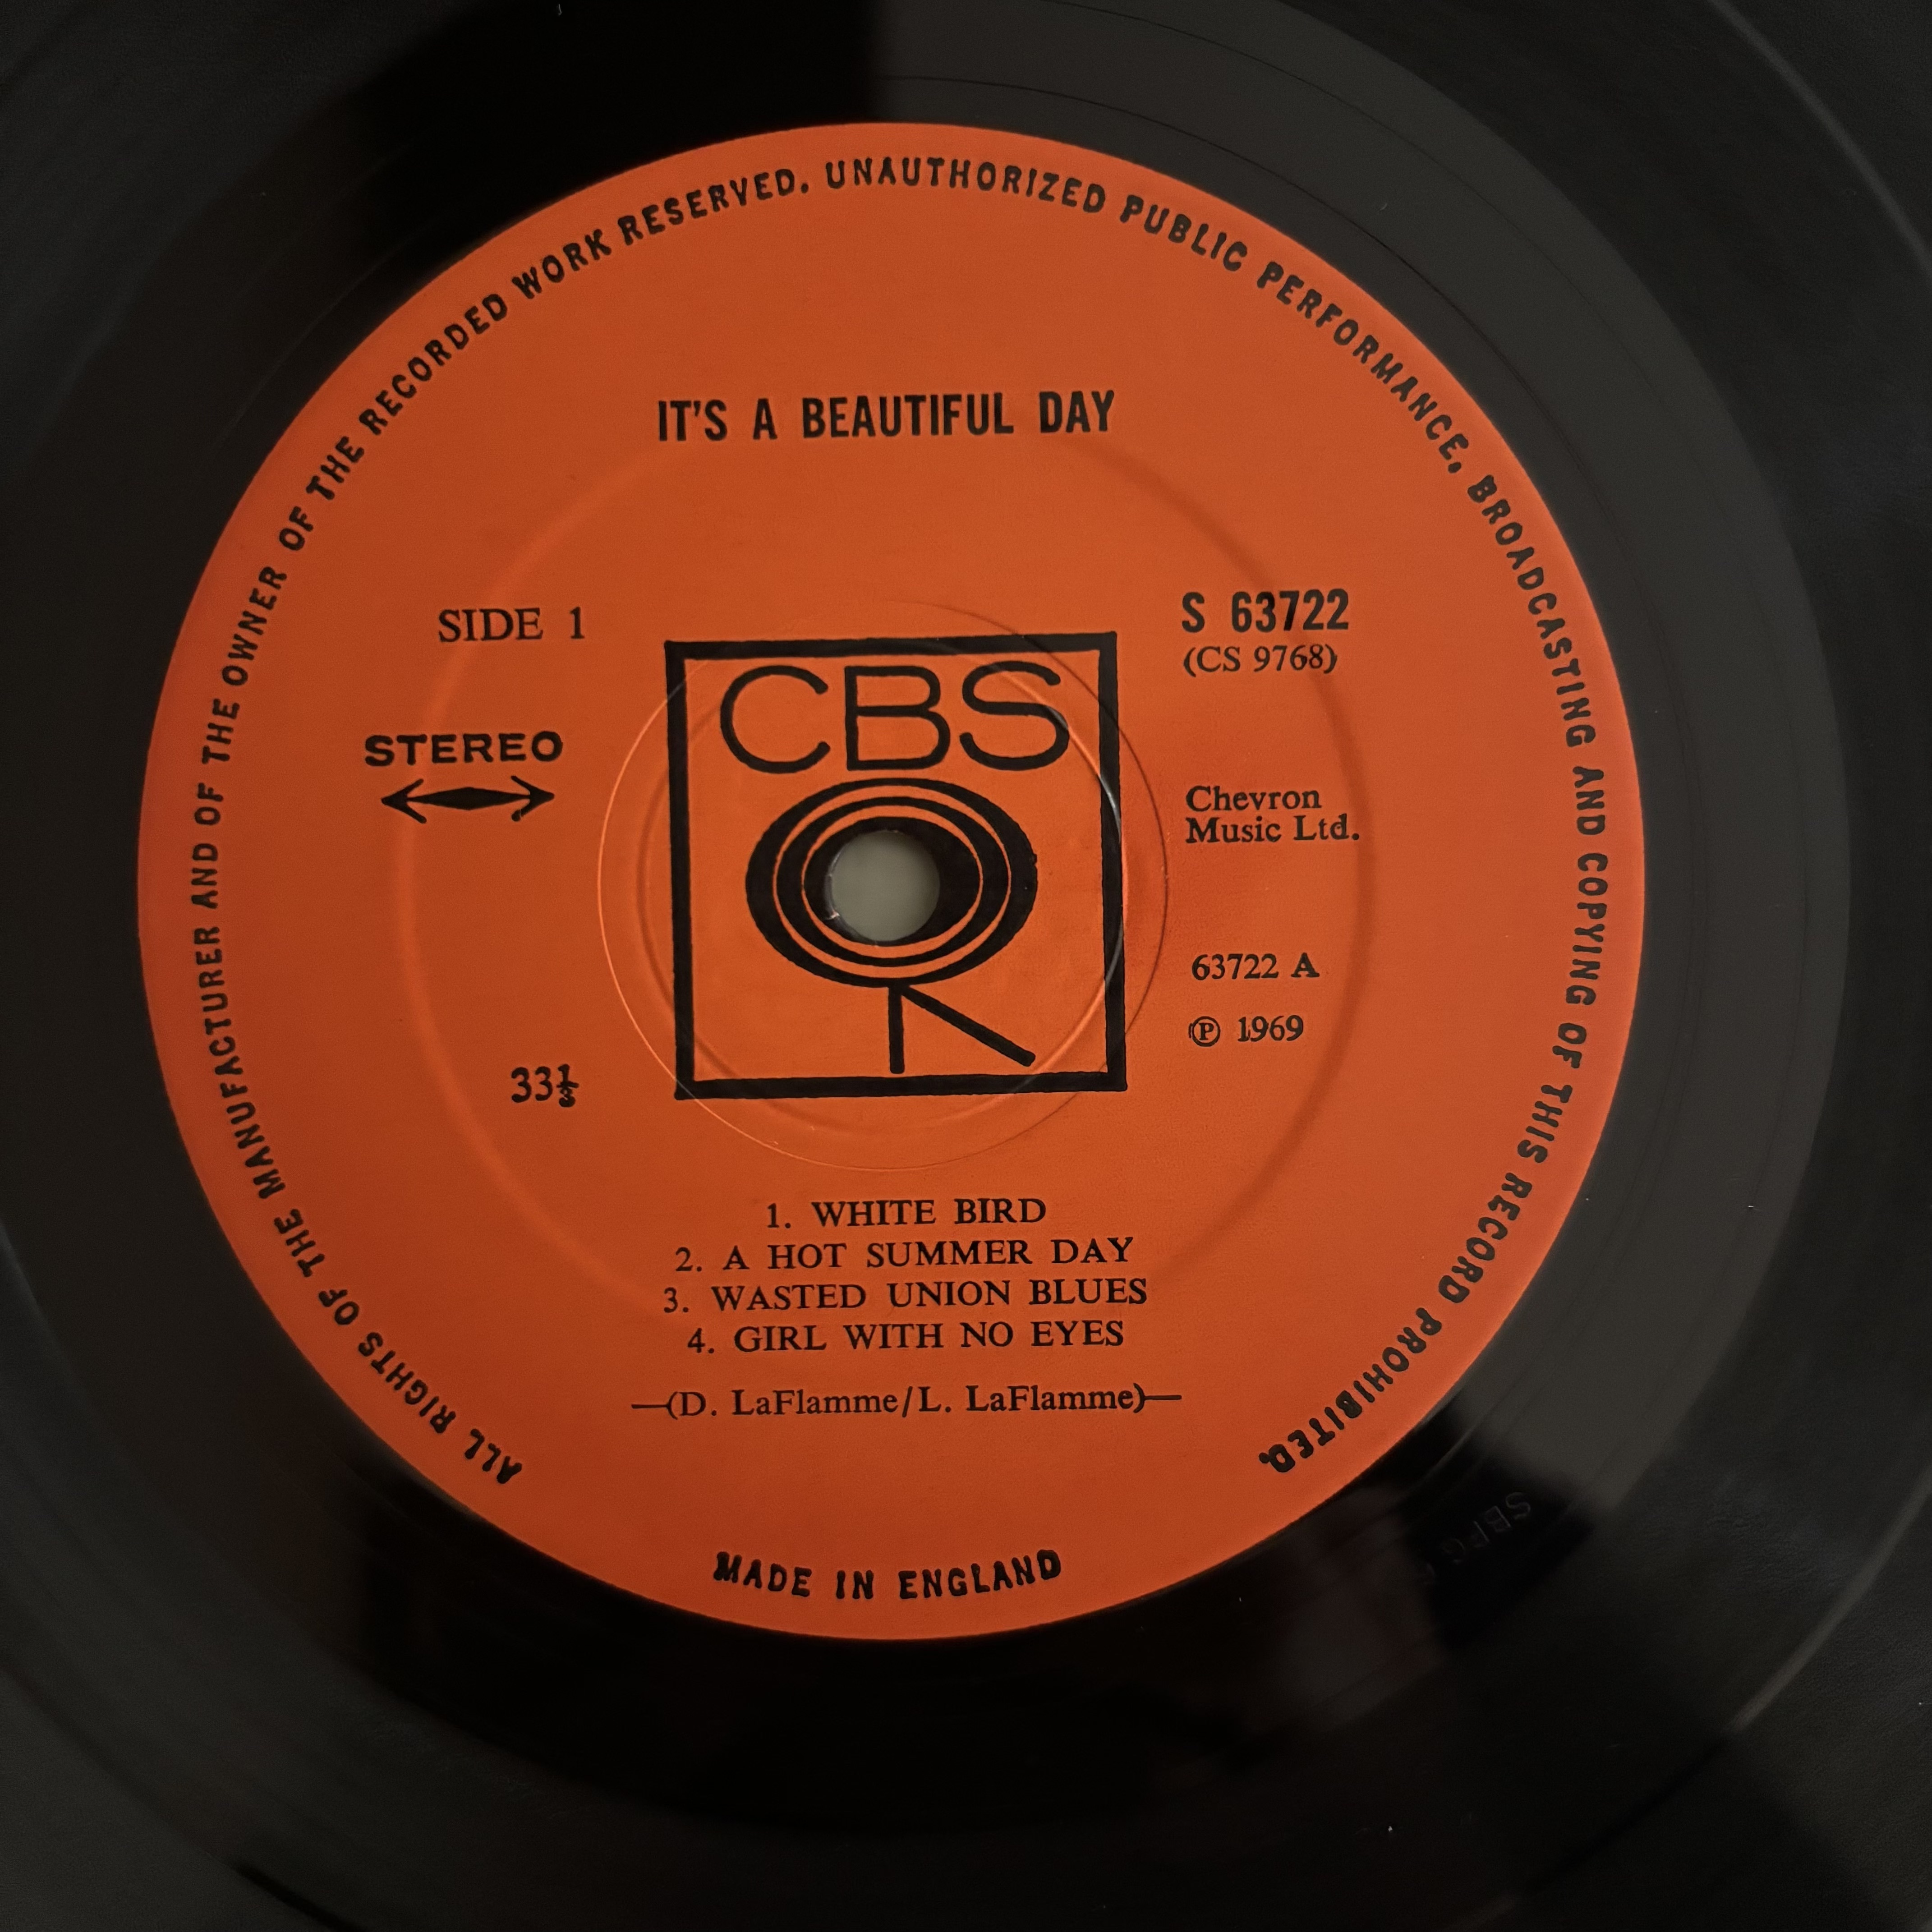 ALL RIGHTS OF THE MANUFACTURER AND OF THE OWNER OF THE RECORDED WORK RESERVED. UNAUTHORIZED PUBLIC PERFORMANCE, BROADCASTING AND COPYING OF THIS RECORD PROHIBITED.
IT'S A BEAUTIFUL DAY
SIDE 1
S 63722
(CS 9768)
STEREO
CBS
Chevron
Music Ltd.
63722 A
℗ 1969
33⅓
1. WHITE BIRD
2. A HOT SUMMER DAY
3. WASTED UNION BLUES
4. GIRL WITH NO EYES
—(D. LaFlamme/L. LaFlamme)—
MADE IN ENGLAND
SBPG